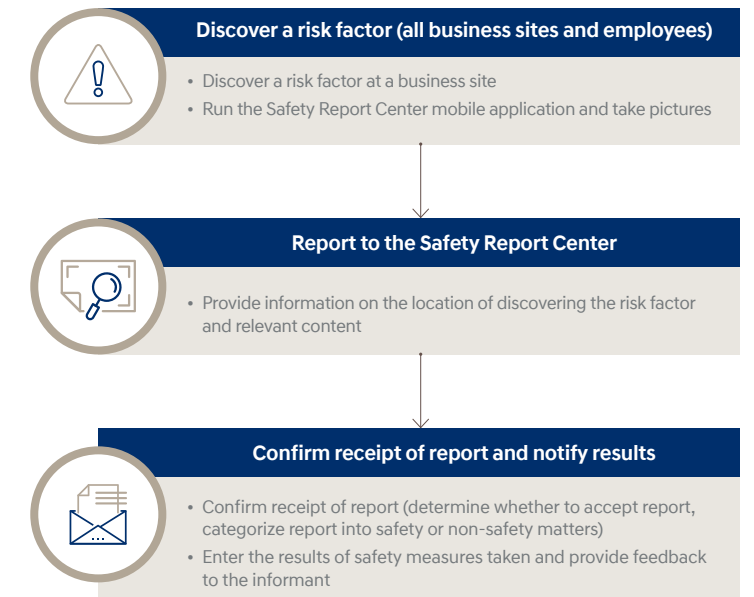 Discover a risk factor (all business sites and employees)
• Discover a risk factor at a business site
• Run the Safety Report Center mobile application and take pictures
Report to the Safety Report Center
• Provide information on the location of discovering the risk factor
and relevant content
Confirm receipt of report and notify results
• Confirm receipt of report (determine whether to accept report,
categorize report into safety or non-safety matters)
• Enter the results of safety measures taken and provide feedback
to the informant